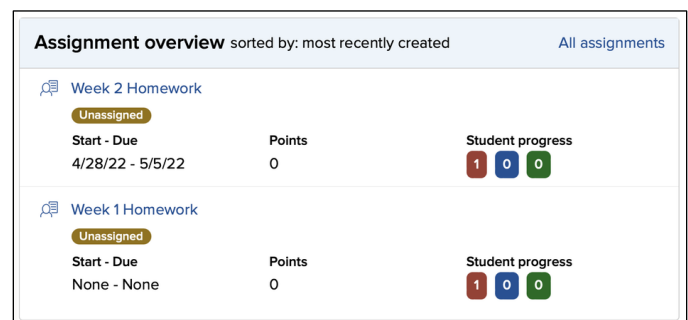 Assignment overview sorted by: most recently created All assignments
Week 2 Homework
Unassigned
Start - Due Points Student progress
4/28/22 - 5/5/22 0 1 0 0
Week 1 Homework
Unassigned
Start - Due Points Student progress
None - None 0 1 0 0